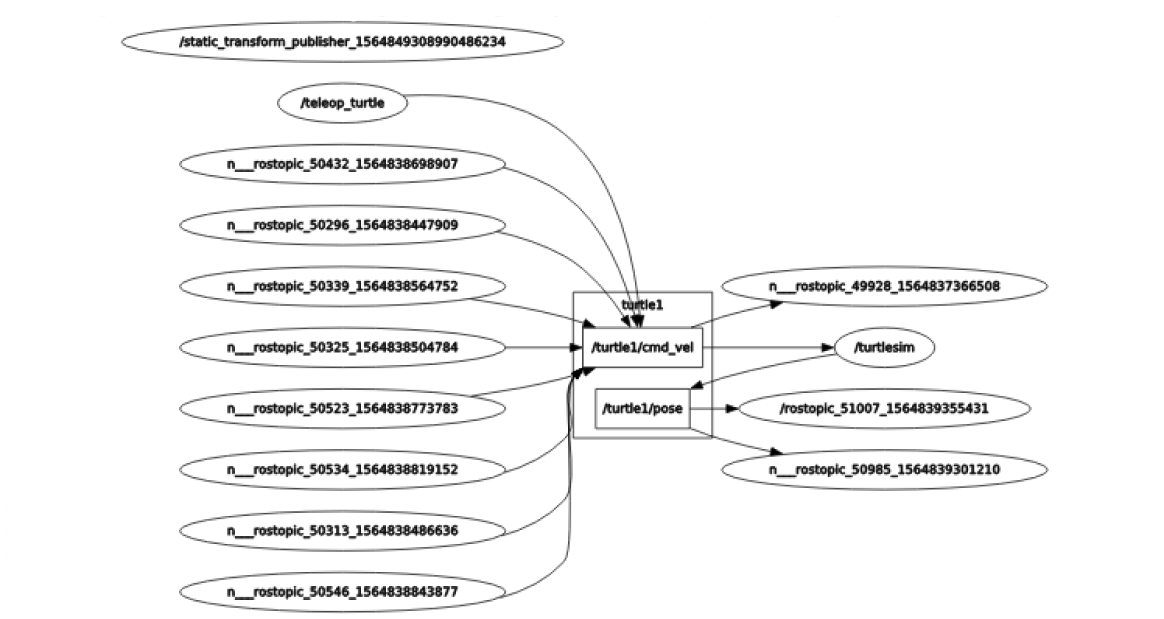 /static_transform_publisher_1564849308990486234
/teleop_turtle
n___rostopic_50432_1564838698907
n___rostopic_50296_1564838447909
n___rostopic_50339_1564838564752
n___rostopic_49928_1564837366508
turtle1
n___rostopic_50325_1564838504784
/turtle1/cmd_vel
/turtlesim
n___rostopic_50523_1564838773783
/turtle1/pose
/rostopic_51007_1564839355431
n___rostopic_50534_1564838819152
n___rostopic_50985_1564839301210
n___rostopic_50313_1564838486636
n___rostopic_50546_1564838843877